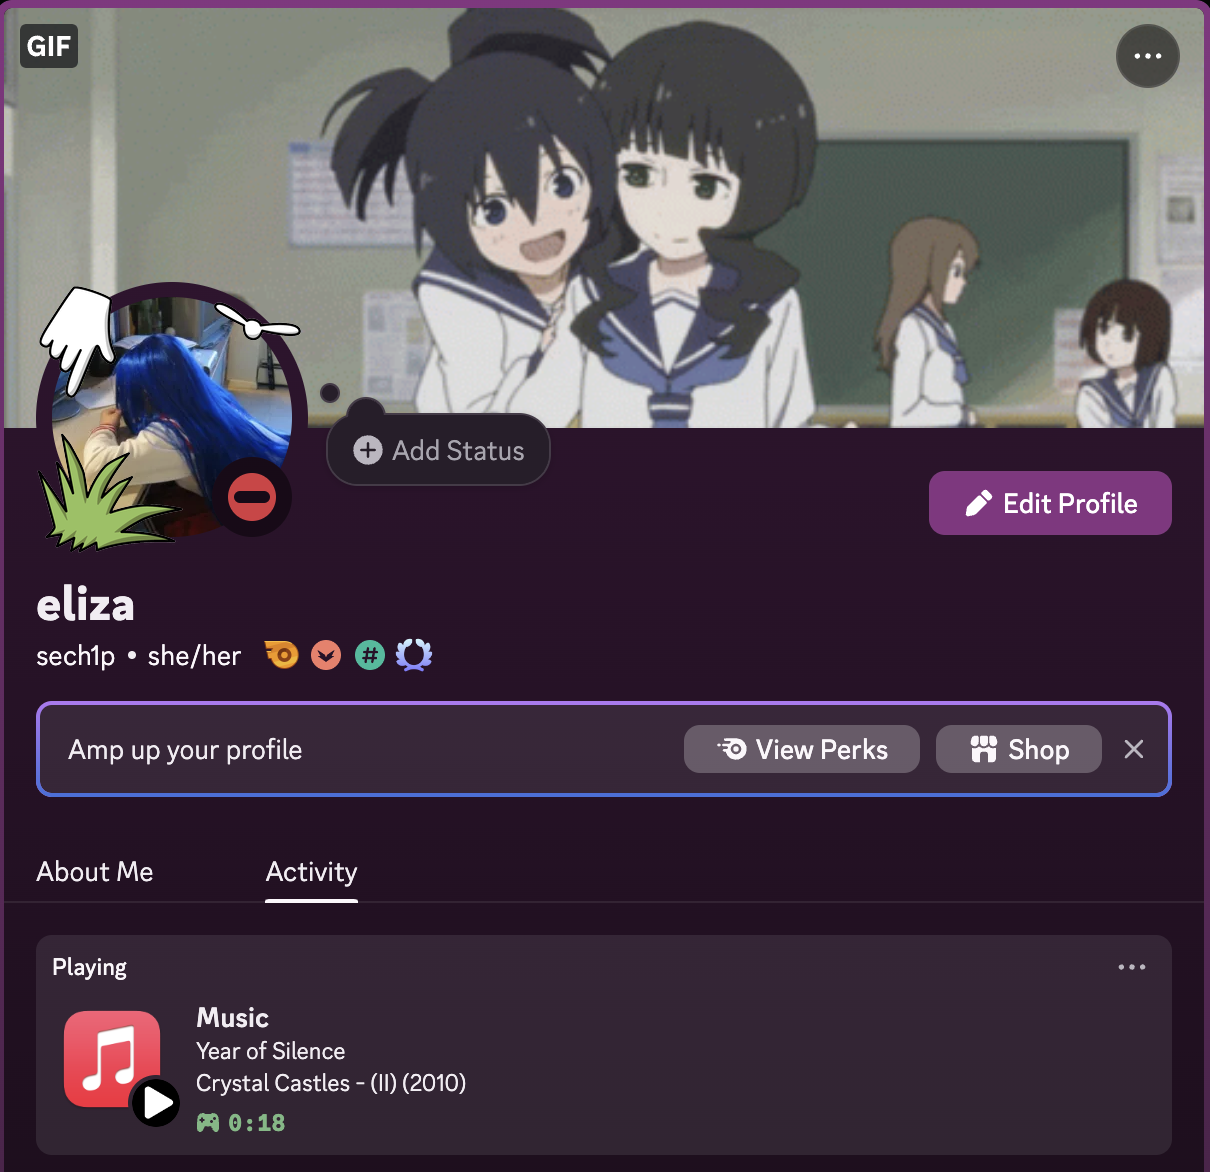 GIF
Add Status
Edit Profile
eliza
sech1p • she/her
Amp up your profile
View Perks
Shop
About Me
Activity
Playing
Music
Year of Silence
Crystal Castles - (II) (2010)
0:18